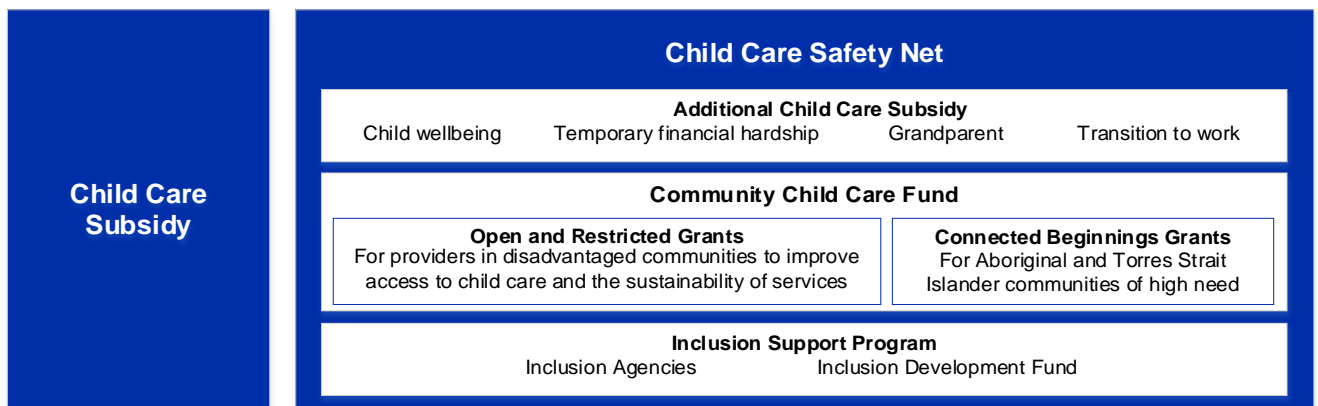 Child Care
Subsidy
Child Care Safety Net
Additional Child Care Subsidy
Child wellbeing Temporary financial hardship Grandparent Transition to work
Community Child Care Fund
Open and Restricted Grants
For providers in disadvantaged communities to improve
access to child care and the sustainability of services
Connected Beginnings Grants
For Aboriginal and Torres Strait
Islander communities of high need
Inclusion Support Program
Inclusion Agencies Inclusion Development Fund